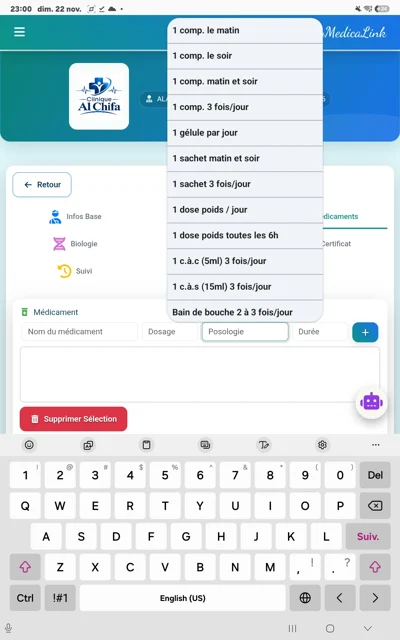 23:00 dim. 22 nov.
MedicaLink
Clinique
Al Chifa
1 comp. le matin
1 comp. le soir
1 comp. matin et soir
1 comp. 3 fois/jour
1 gélule par jour
1 sachet matin et soir
1 sachet 3 fois/jour
1 dose poids / jour
1 dose poids toutes les 6h
1 c.à.c (5ml) 3 fois/jour
1 c.à.s (15ml) 3 fois/jour
Bain de bouche 2 à 3 fois/jour
← Retour
Infos Base
Biologie
Certificat
Suivi
Médicament
Nom du médicament Dosage Posologie Durée +
Supprimer Sélection
1 ! 2 @ 3 # 4 $ 5 % 6 ^ 7 & 8 * 9 ( 0 ) Del
Q W E R T Y U I O P
A S D F G H J K L Suiv.
Z X C V B N M , ! . ?
Ctrl !#1 English (US) < >